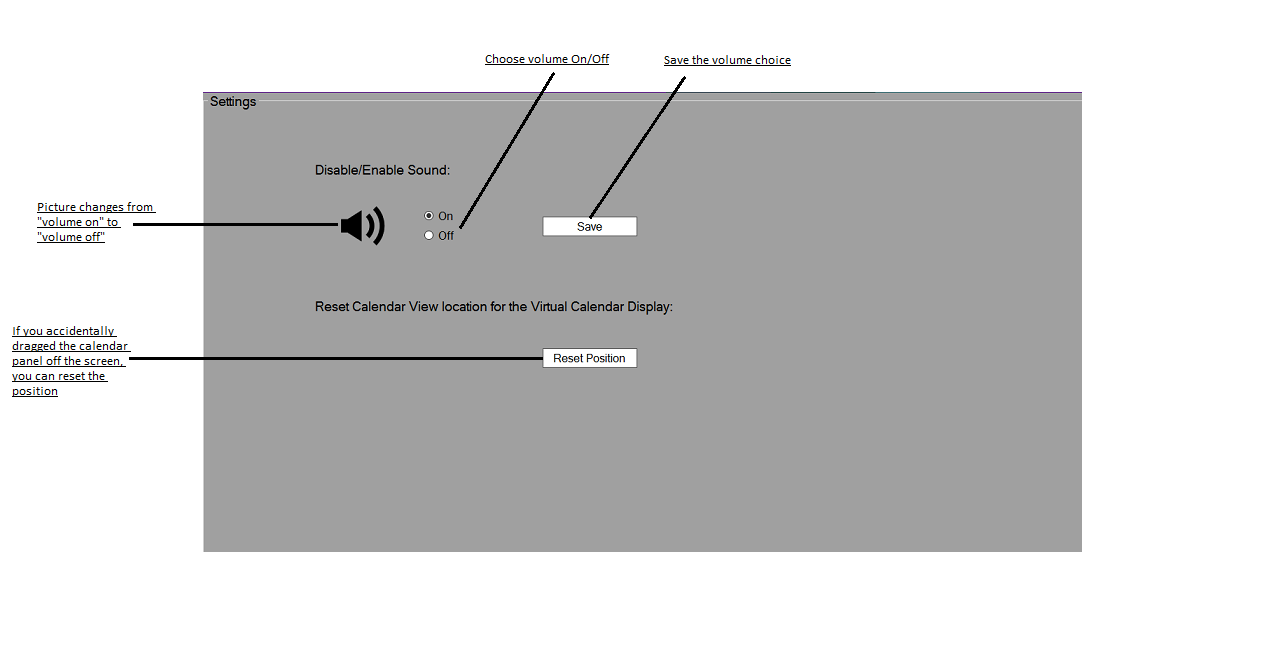 Choose volume On/Off
Save the volume choice
Settings
Disable/Enable Sound:
Picture changes from
"volume on" to
"volume off"
On
Off
Save
Reset Calendar View location for the Virtual Calendar Display:
If you accidentally
dragged the calendar
panel off the screen,
you can reset the
position
Reset Position